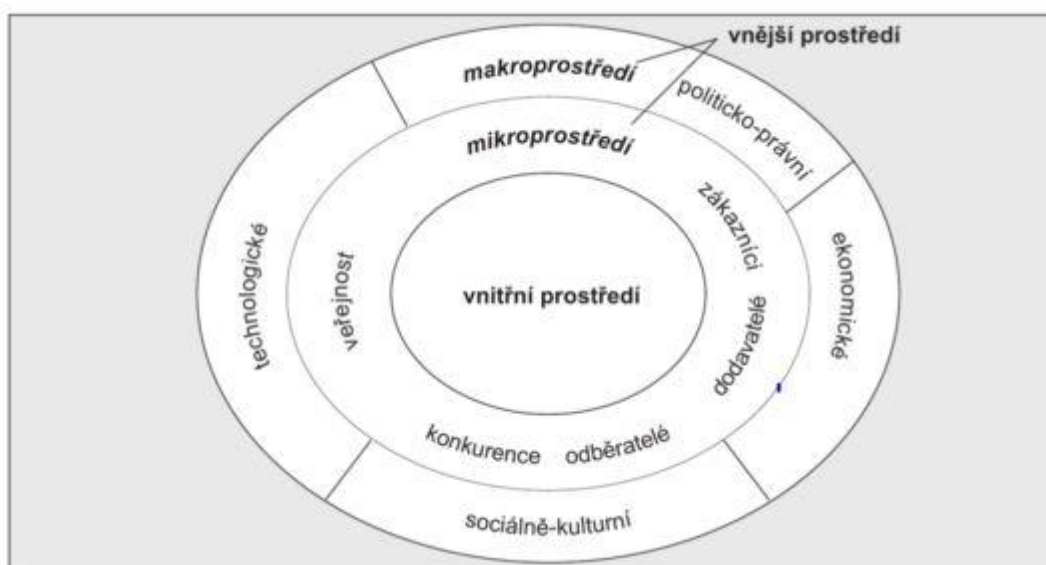 vnější prostředí
makroprostředí
politicko-právní
mikroprostředí
zákazníci
ekonomické
technologické
veřejnost
vnitřní prostředí
dodavatelé
konkurence
odběratelé
sociálně-kulturní